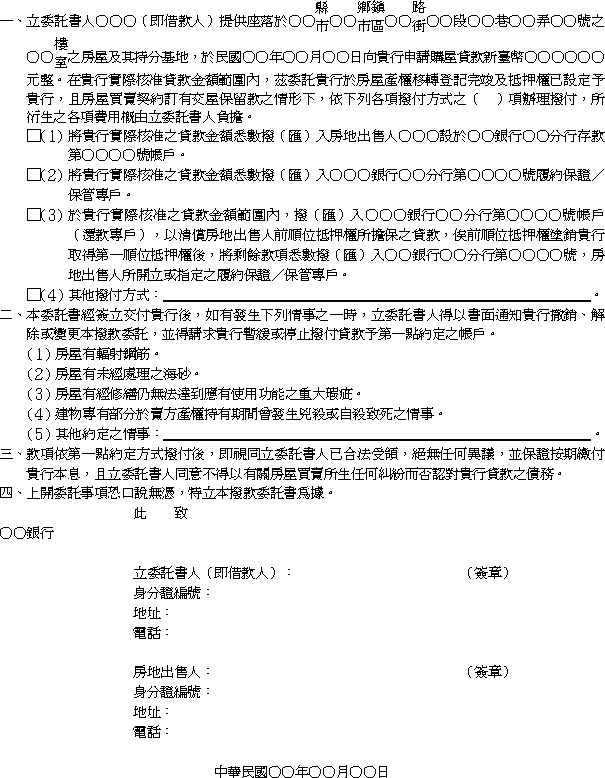 一、立委託書人○○○（即借款人）提供座落於○○縣市○○鄉鎮市區○○路街○○段○○巷○○弄○○號之
○○樓室之房屋及其持分基地，於民國○○年○○月○○日向貴行申請購屋貸款新臺幣○○○○○○
元整。在貴行實際核准貸款金額範圍內，茲委託貴行於房屋產權移轉登記完竣及抵押權已設定予
貴行，且房屋買賣契約訂有交屋保留款之情形下，依下列各項撥付方式之（　）項辦理撥付，所
衍生之各項費用概由立委託書人負擔。
□(1) 將貴行實際核准之貸款金額悉數撥（匯）入房地出售人○○○設於○○銀行○○分行存款
第○○○○號帳戶。
□(2) 將貴行實際核准之貸款金額悉數撥（匯）入○○○銀行○○分行第○○○○號履約保證／
保管專戶。
□(3) 於貴行實際核准之貸款金額範圍內，撥（匯）入○○○銀行○○分行第○○○○號帳戶
（還款專戶），以清償房地出售人前順位抵押權所擔保之貸款，俟前順位抵押權塗銷貴行
取得第一順位抵押權後，將剩餘款項悉數撥（匯）入○○銀行○○分行第○○○○號，房
地出售人所開立或指定之履約保證／保管專戶。
□(4) 其他撥付方式：＿＿＿＿＿＿＿＿＿＿。
二、本委託書經簽立交付貴行後，如有發生下列情事之一時，立委託書人得以書面通知貴行撤銷、解
除或變更本撥款委託，並得請求貴行暫緩或停止撥付貸款予第一點約定之帳戶。
(1) 房屋有輻射鋼筋。
(2) 房屋有未經處理之海砂。
(3) 房屋有經修繕仍無法達到應有使用功能之重大瑕疵。
(4) 建物專有部分於賣方產權持有期間曾發生兇殺或自殺致死之情事。
(5) 其他約定之情事：＿＿＿＿＿＿＿＿＿＿。
三、款項依第一點約定方式撥付後，即視同立委託書人已合法受領，絕無任何異議，並保證按期繳付
貴行本息，且立委託書人同意不得以有關房屋買賣所生任何糾紛而否認對貴行貸款之債務。
四、上開委託事項恐口說無憑，特立本撥款委託書為據。
此　　致
○○銀行
立委託書人（即借款人）：　　　　　　　　（簽章）
身分證編號：
地址：
電話：
房地出售人：　　　　　　　　（簽章）
身分證編號：
地址：
電話：
中華民國○○年○○月○○日